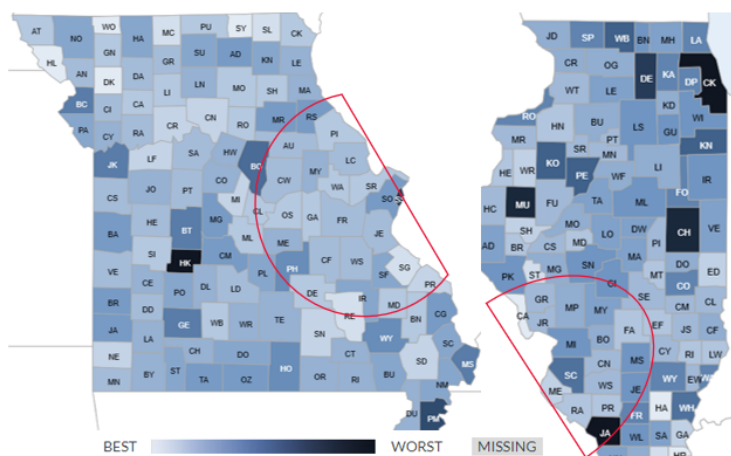 AT NO WO HA MC PU SY SL CK
GN SU AD KN LE
HL AN DK DA GR LI LN MO SH MA
BC CI CA CR CN RO MR RS
PA CY RA PI
JK LF SA HW BO AU LC
CS JO PT CO MI CW MY WA SR SO
HE BT MG CL OS GA FR JE
BA SI HK ML ME
VE CE CM PL PH CF WS SG
PO DL LD SF PR
BR DD DE IR MD
JA LA GE WB WR TE RE BN CG
NE CH DO SN WY SC
MN BY ST TA OZ HO OR CT RI BU SD MS
NM
DU PM
JD SP WB BN MH LA
CR OG DE KA DP CK
WT LE
RO HN BU LS KD WI
MR SR PT GU KN
HE WR KO PE MN LI
MU FU WF FO IR
HC SH TA ML CH VE
AD BR MO LO DW
CS MD PI
PK ST MG SN MA MT DO ED
GR CI SE CO
CA MP MY CM CL
JR FA EF JS CF
MI BO MS CY RI LW
SC CN WY EW WA
ME WS JE
RA PR FR HA WH
JA WL SA GA
HR
BEST WORST MISSING